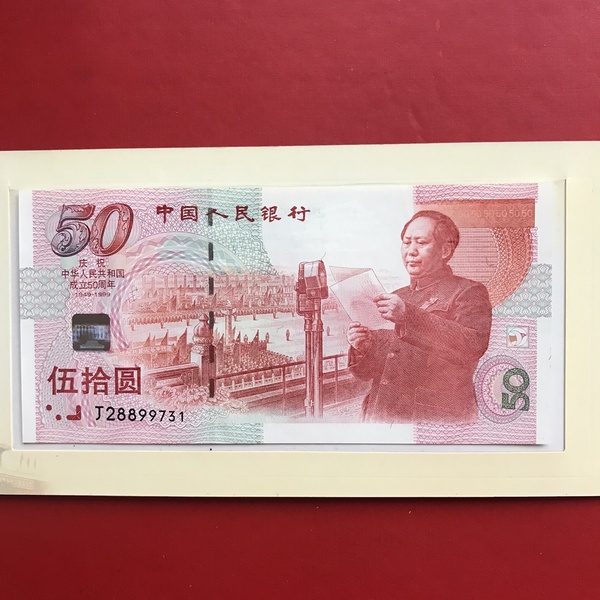 50
中国人民银行
庆祝
中华人民共和国
成立50周年
1949-1999
伍拾圆
J28899731
50